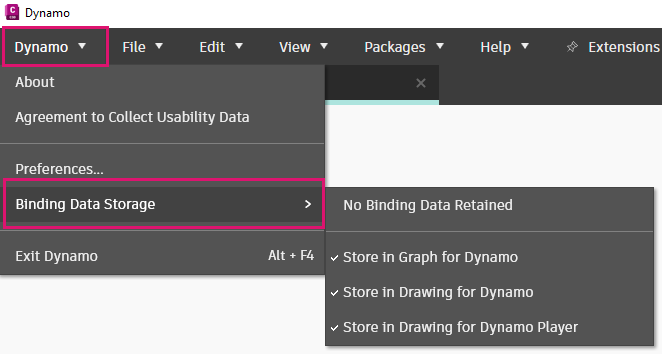 Dynamo
Dynamo File Edit View Packages Help Extensions
About
Agreement to Collect Usability Data
Preferences...
Binding Data Storage
Exit Dynamo Alt + F4
No Binding Data Retained
Store in Graph for Dynamo
Store in Drawing for Dynamo
Store in Drawing for Dynamo Player